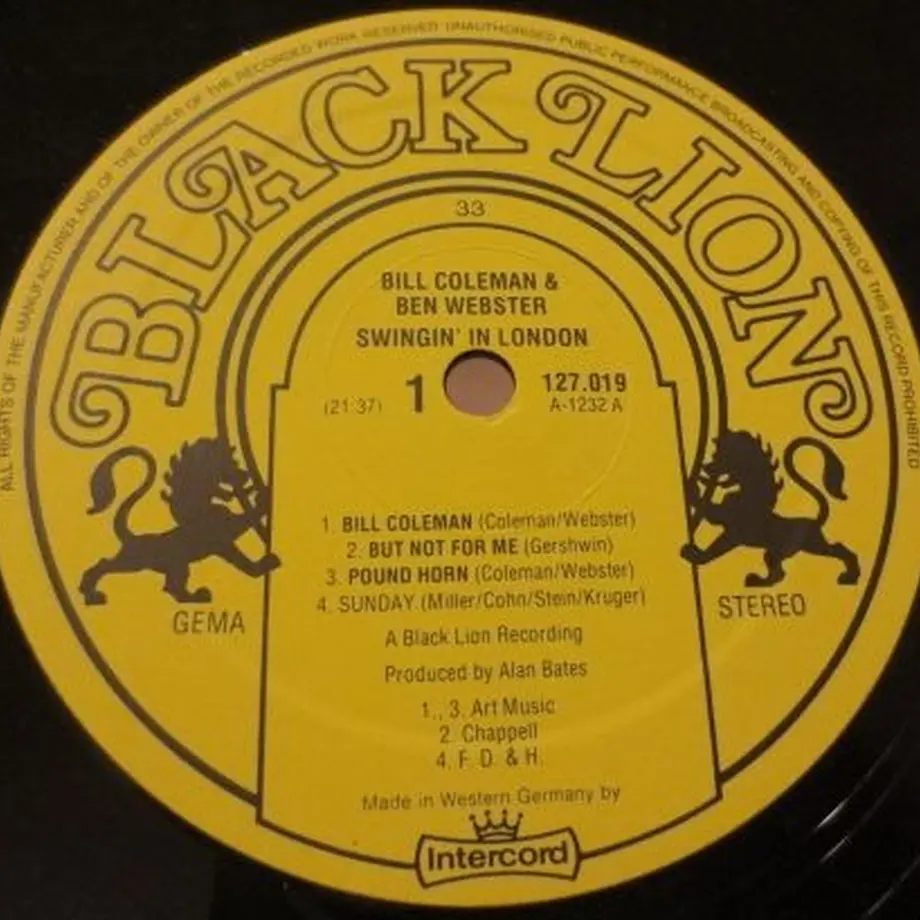 ALL RIGHTS OF THE MANUFACTURER AND OF THE OWNER OF THE RECORDED WORK RESERVED UNAUTHORISED PUBLIC PERFORMANCE BROADCASTING AND COPYING OF THIS RECORD PROHIBITED
BLACK LION
33
BILL COLEMAN &
BEN WEBSTER
SWINGIN' IN LONDON
(21:37) 1 127.019
A-1232 A
1. BILL COLEMAN (Coleman/Webster)
2. BUT NOT FOR ME (Gershwin)
3. POUND HORN (Coleman/Webster)
4. SUNDAY (Miller/Cohn/Stein/Kruger)
GEMA STEREO
A Black Lion Recording
Produced by Alan Bates
1., 3. Art Music
2. Chappell
4. F. D. & H.
Made in Western Germany by
Intercord